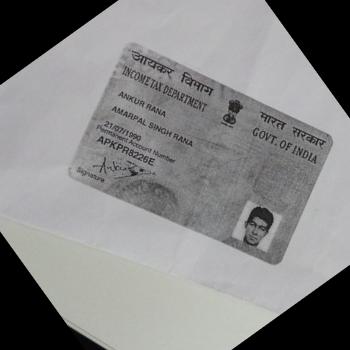 आयकर विभाग
INCOME TAX DEPARTMENT
भारत सरकार
GOVT. OF INDIA
ANKUR RANA
AMARPAL SINGH RANA
21/07/1990
Permanent Account Number
APKPR8226E
Signature